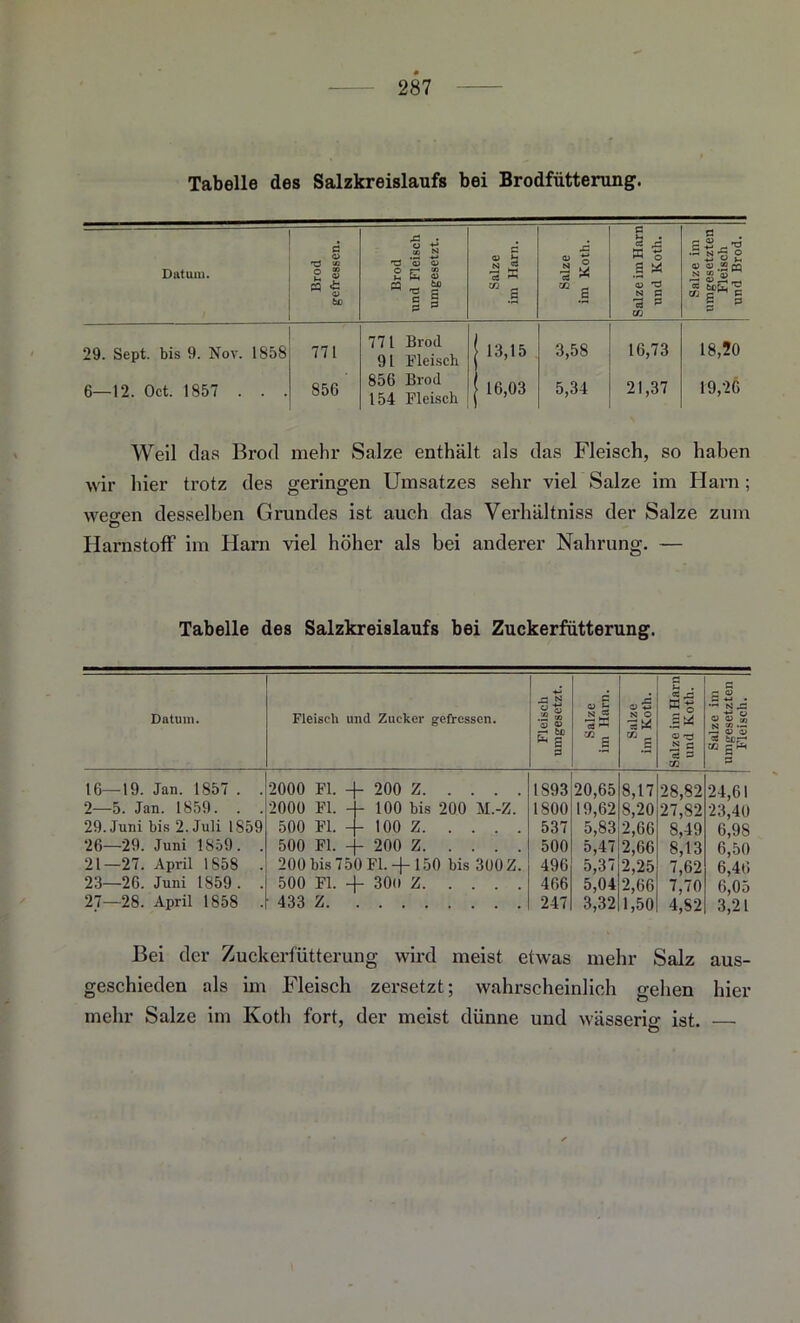 287
Tabelle des Salzkreislaufs bei Brodfütterung.
Datum.
Brod gefressen.
Brod und Fleisch umgesetzt.
Salze im Harn.
Salze im Koth.
Salze im Harn und Koth.
Salze im umgesetzten Fleisch und Brod.
29. Sept. bis 9. Nov. 1858 771 771 Brod 91 Fleisch } 13,15 3,58 16,73 18,20
6—12. Oct. 1857 . . . 856 856 Brod 154 Fleisch } 16,03 5,34 21,37 19,26
Weil das Brod mehr Salze enthält als das Fleisch, so haben
wir hier trotz des geringen Umsatzes sehr viel Salze im Harn;
wegen desselben Grundes ist auch das Verhältniss der Salze zum
Harnstoff im Harn viel höher als bei anderer Nahrung. —
Tabelle des Salzkreislaufs bei Zuckerfütterung.
Datum.
Fleisch und Zucker gefressen.
Fleisch umgesetzt.
Salze im Harn.
Salze im Koth.
Salze im Harn und Koth.
Salze im umgesetzten Fleisch.
16—19. Jan. 1857 . . 2000 Fl. + 200 Z. . . . . 1893 20,65 8,17 28,82 24,61
2—5. Jan. 1859. . . 2000 Fl. + 100 bis 200 M.-Z. 1800 19,62 8,20 27,82 23,40
29. Juni bis 2. Juli 1859 500 Fl. + 100 Z. . . . . 537 5,83 2,66 8,49 6,98
26—29. Juni 1859. . 500 Fl. + 200 Z. . . . . 500 5,47 2,66 8,13 6,50
21—27. April 1858 . 200 bis 750 Fl. + 150 bis 300 Z. 496 5,37 2,25 7,62 6,46
23—26. Juni 1859 . . 500 Fl. + 300 Z. . . . . 466 5,04 2,66 7,70 6,05
27—28. April 1858 . 433 Z. . . . . . . . . 247 3,32 1,50 4,82 3,21
Bei der Zuckerfütterung wird meist etwas mehr Salz aus-
geschieden als im Fleisch zersetzt; wahrscheinlich gehen hier
mehr Salze im Koth fort, der meist dünne und wässerig ist. —